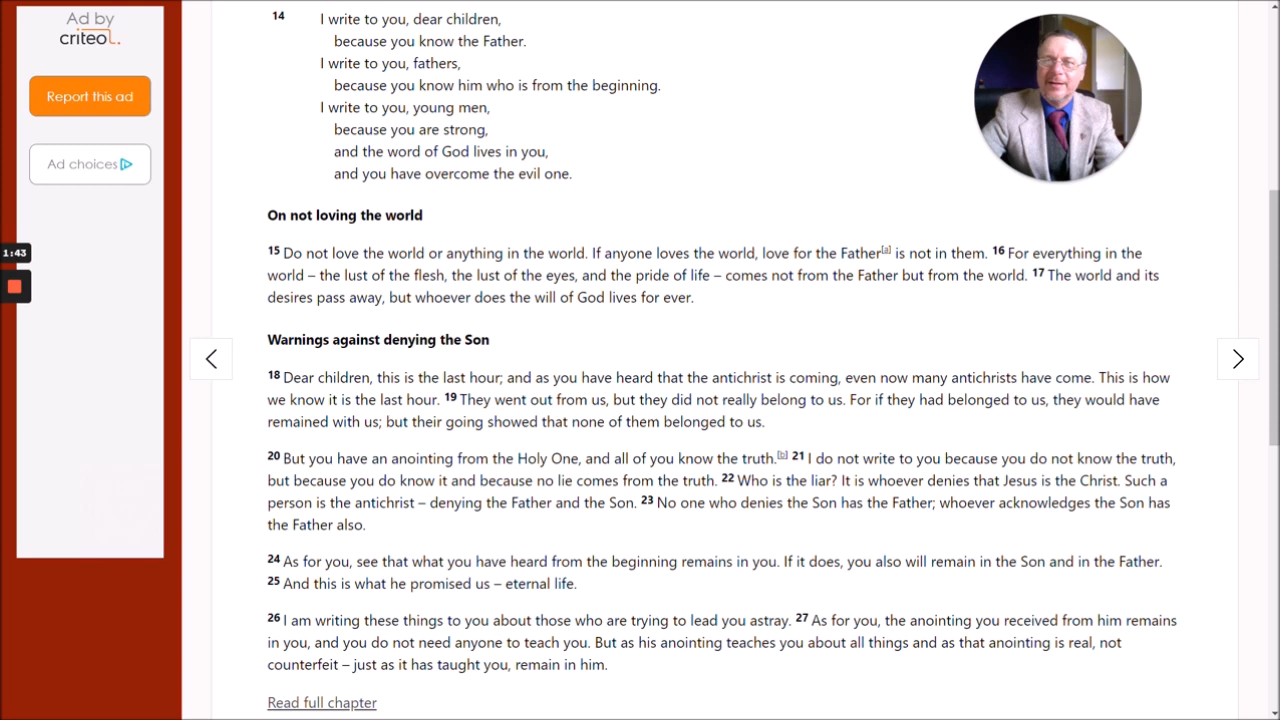 Ad by
criteo.
Report this ad
Ad choices
1:43
14 I write to you, dear children,
because you know the Father.
I write to you, fathers,
because you know him who is from the beginning.
I write to you, young men,
because you are strong,
and the word of God lives in you,
and you have overcome the evil one.
On not loving the world
15 Do not love the world or anything in the world. If anyone loves the world, love for the Father[a] is not in them. 16 For everything in the
world – the lust of the flesh, the lust of the eyes, and the pride of life – comes not from the Father but from the world. 17 The world and its
desires pass away, but whoever does the will of God lives for ever.
Warnings against denying the Son
18 Dear children, this is the last hour; and as you have heard that the antichrist is coming, even now many antichrists have come. This is how
we know it is the last hour. 19 They went out from us, but they did not really belong to us. For if they had belonged to us, they would have
remained with us; but their going showed that none of them belonged to us.
20 But you have an anointing from the Holy One, and all of you know the truth.[b] 21 I do not write to you because you do not know the truth,
but because you do know it and because no lie comes from the truth. 22 Who is the liar? It is whoever denies that Jesus is the Christ. Such a
person is the antichrist – denying the Father and the Son. 23 No one who denies the Son has the Father; whoever acknowledges the Son has
the Father also.
24 As for you, see that what you have heard from the beginning remains in you. If it does, you also will remain in the Son and in the Father.
25 And this is what he promised us – eternal life.
26 I am writing these things to you about those who are trying to lead you astray. 27 As for you, the anointing you received from him remains
in you, and you do not need anyone to teach you. But as his anointing teaches you about all things and as that anointing is real, not
counterfeit – just as it has taught you, remain in him.
Read full chapter